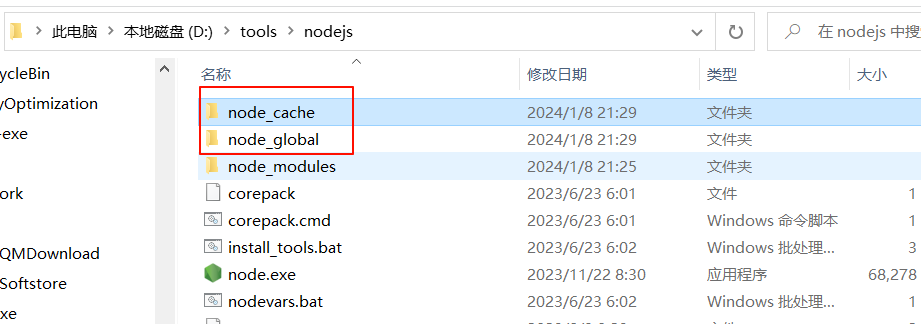 此电脑 > 本地磁盘 (D:) > tools > nodejs
在 nodejs 中搜
名称 修改日期 类型 大小
ycleBin
yOptimization
-exe
ork
QMDownload
Softstore
xe
node_cache 2024/1/8 21:29 文件夹
node_global 2024/1/8 21:29 文件夹
node_modules 2024/1/8 21:25 文件夹
corepack 2023/6/23 6:01 文件 1
corepack.cmd 2023/6/23 6:01 Windows 命令脚本 1
install_tools.bat 2023/6/23 6:02 Windows 批处理... 3
node.exe 2023/11/22 8:30 应用程序 68,278
nodevars.bat 2023/6/23 6:02 Windows 批处理... 1